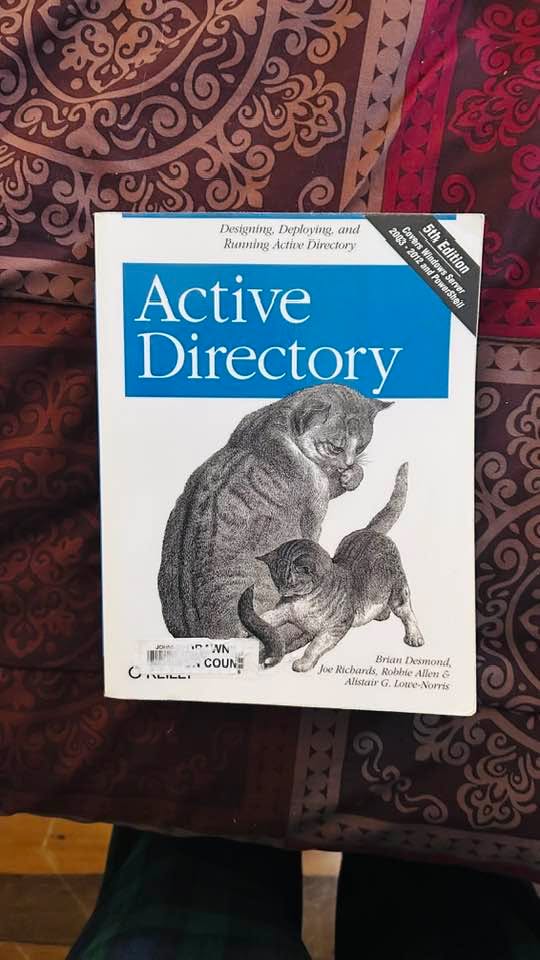 Designing, Deploying, and
Running Active Directory
5th Edition
Covers Windows Server
2003 - 2012 and PowerShell
Active
Directory
COUN
Brian Desmond,
Joe Richards, Robbie Allen &
Alistair G. Lowe-Norris